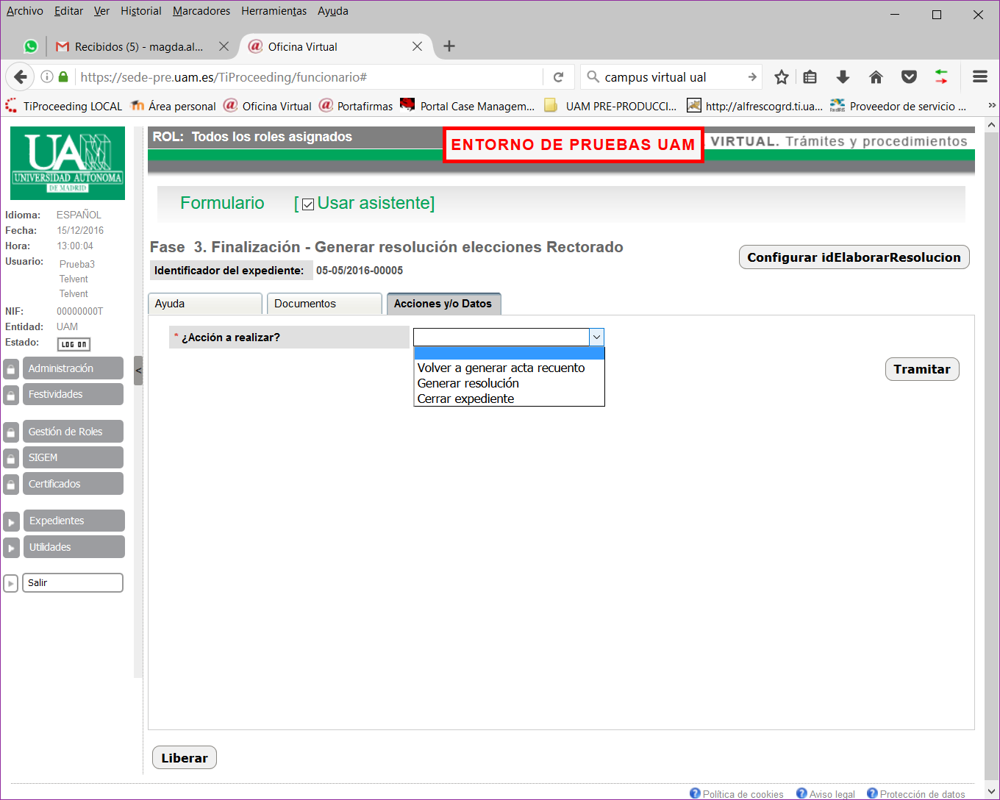 Archivo Editar Ver Historial Marcadores Herramientas Ayuda
Recibidos (5) - magda.al... Oficina Virtual
https://sede-pre.uam.es/TiProceeding/funcionario# campus virtual ual
TiProceeding LOCAL Área personal Oficina Virtual Portafirmas Portal Case Managem... UAM PRE-PRODUCCI... http://alfrescogrd.ti.ua... Proveedor de servicio ... »
UAM
UNIVERSIDAD AUTONOMA
DE MADRID
ROL: Todos los roles asignados
ENTORNO DE PRUEBAS UAM
VIRTUAL. Trámites y procedimientos
Formulario [ Usar asistente]
Idioma: ESPAÑOL
Fecha: 15/12/2016
Hora: 13:00:04
Usuario: Prueba3
Telvent
Telvent
NIF: 00000000T
Entidad: UAM
Estado: LOG ON
Administración
Festividades
Gestión de Roles
SIGEM
Certificados
Expedientes
Utilidades
Salir
<
Fase 3. Finalización - Generar resolución elecciones Rectorado
Identificador del expediente: 05-05/2016-00005
Configurar idElaborarResolucion
Ayuda Documentos Acciones y/o Datos
* ¿Acción a realizar?
Volver a generar acta recuento
Generar resolución
Cerrar expediente
Tramitar
Liberar
Política de cookies Aviso legal Protección de datos